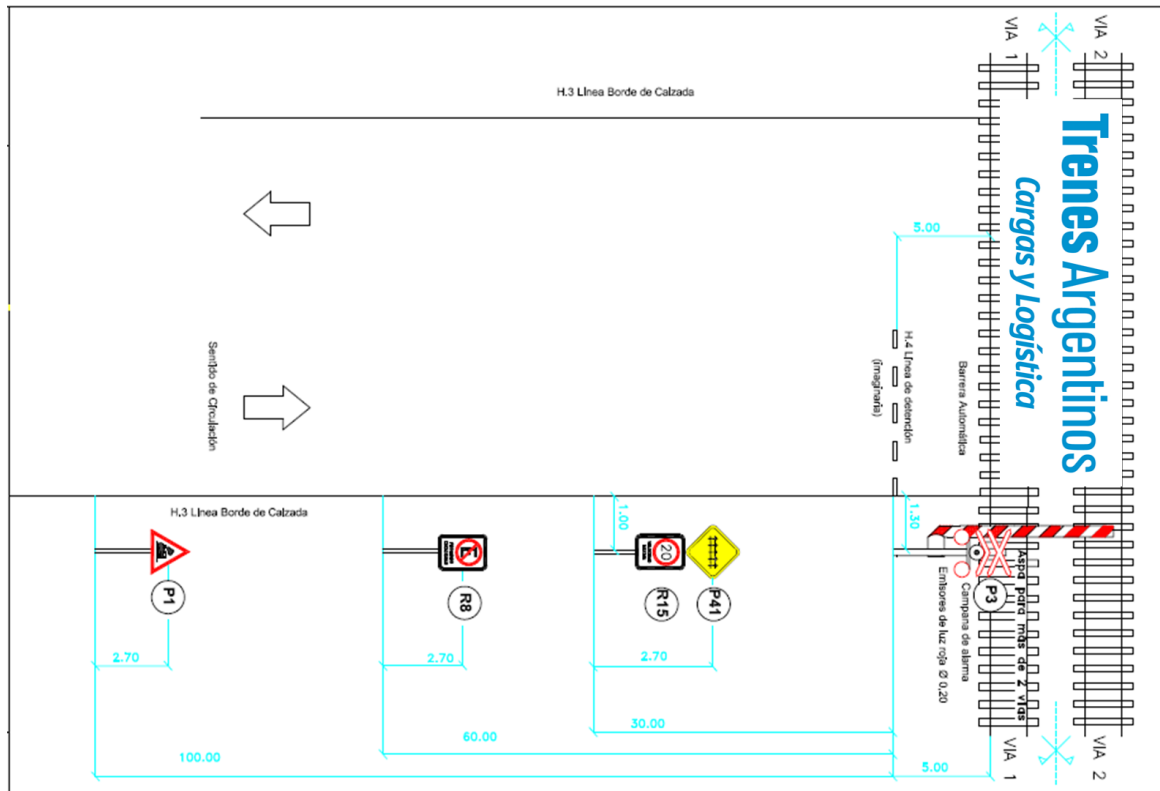 VIA 1
VIA 2
H.3 Línea Borde de Calzada
Trenes Argentinos
Cargas y Logística
5.00
Sentido de Circulación
H.4 Línea de detención
(imaginaria)
Barrera Automática
H.3 Línea Borde de Calzada
1.00
1.30
E
20
P1
R8
R15
P41
P3
Aspa para más de 2 vías
Campana de alarma
Emisores de luz roja Ø 0,20
2.70
2.70
2.70
30.00
60.00
100.00
5.00
VIA 1
VIA 2